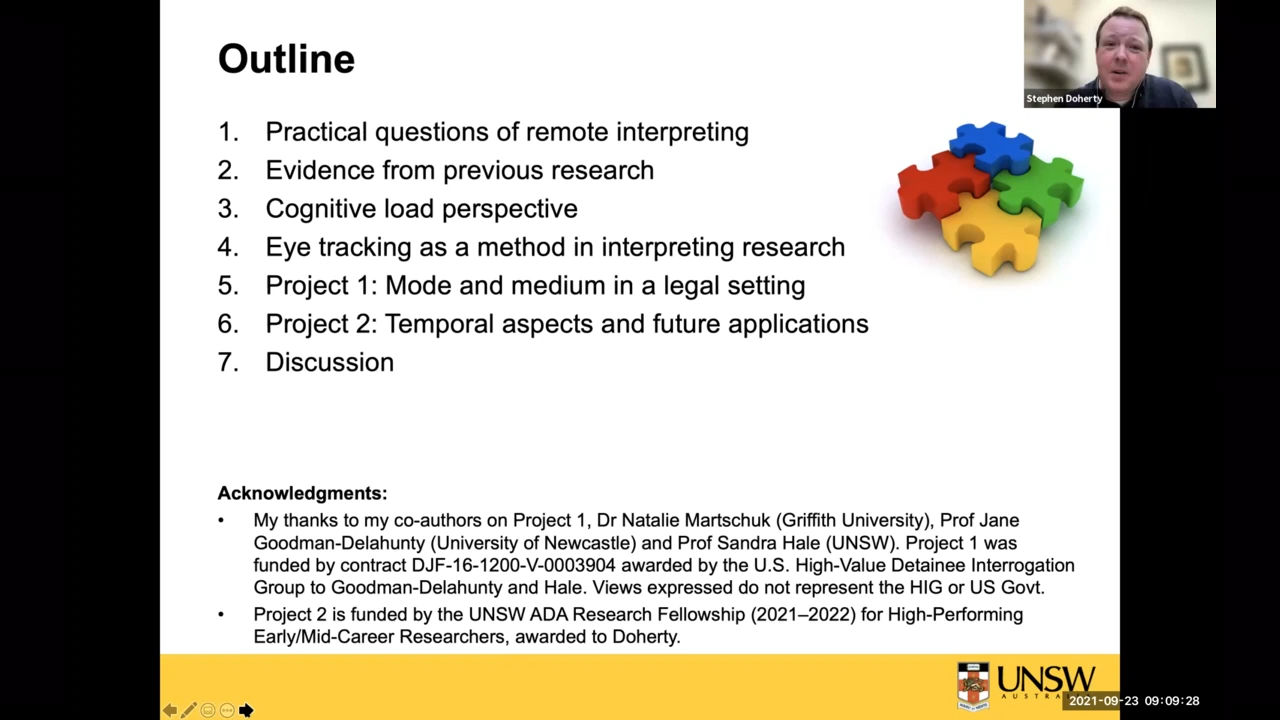 Outline
Stephen Doherty
1. Practical questions of remote interpreting
2. Evidence from previous research
3. Cognitive load perspective
4. Eye tracking as a method in interpreting research
5. Project 1: Mode and medium in a legal setting
6. Project 2: Temporal aspects and future applications
7. Discussion
Acknowledgments:
• My thanks to my co-authors on Project 1, Dr Natalie Martschuk (Griffith University), Prof Jane
Goodman-Delahunty (University of Newcastle) and Prof Sandra Hale (UNSW). Project 1 was
funded by contract DJF-16-1200-V-0003904 awarded by the U.S. High-Value Detainee Interrogation
Group to Goodman-Delahunty and Hale. Views expressed do not represent the HIG or US Govt.
• Project 2 is funded by the UNSW ADA Research Fellowship (2021–2022) for High-Performing
Early/Mid-Career Researchers, awarded to Doherty.
UNSW
2021-09-23 09:09:28